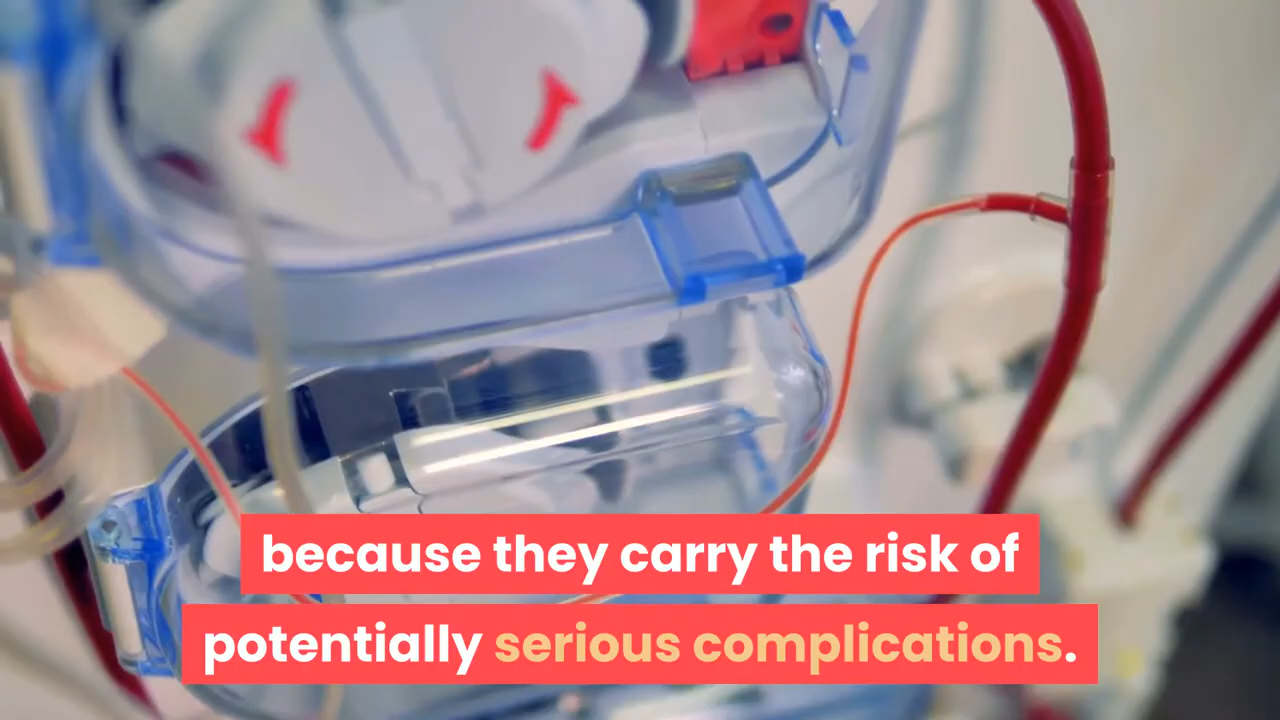 because they carry the risk of
potentially serious complications.